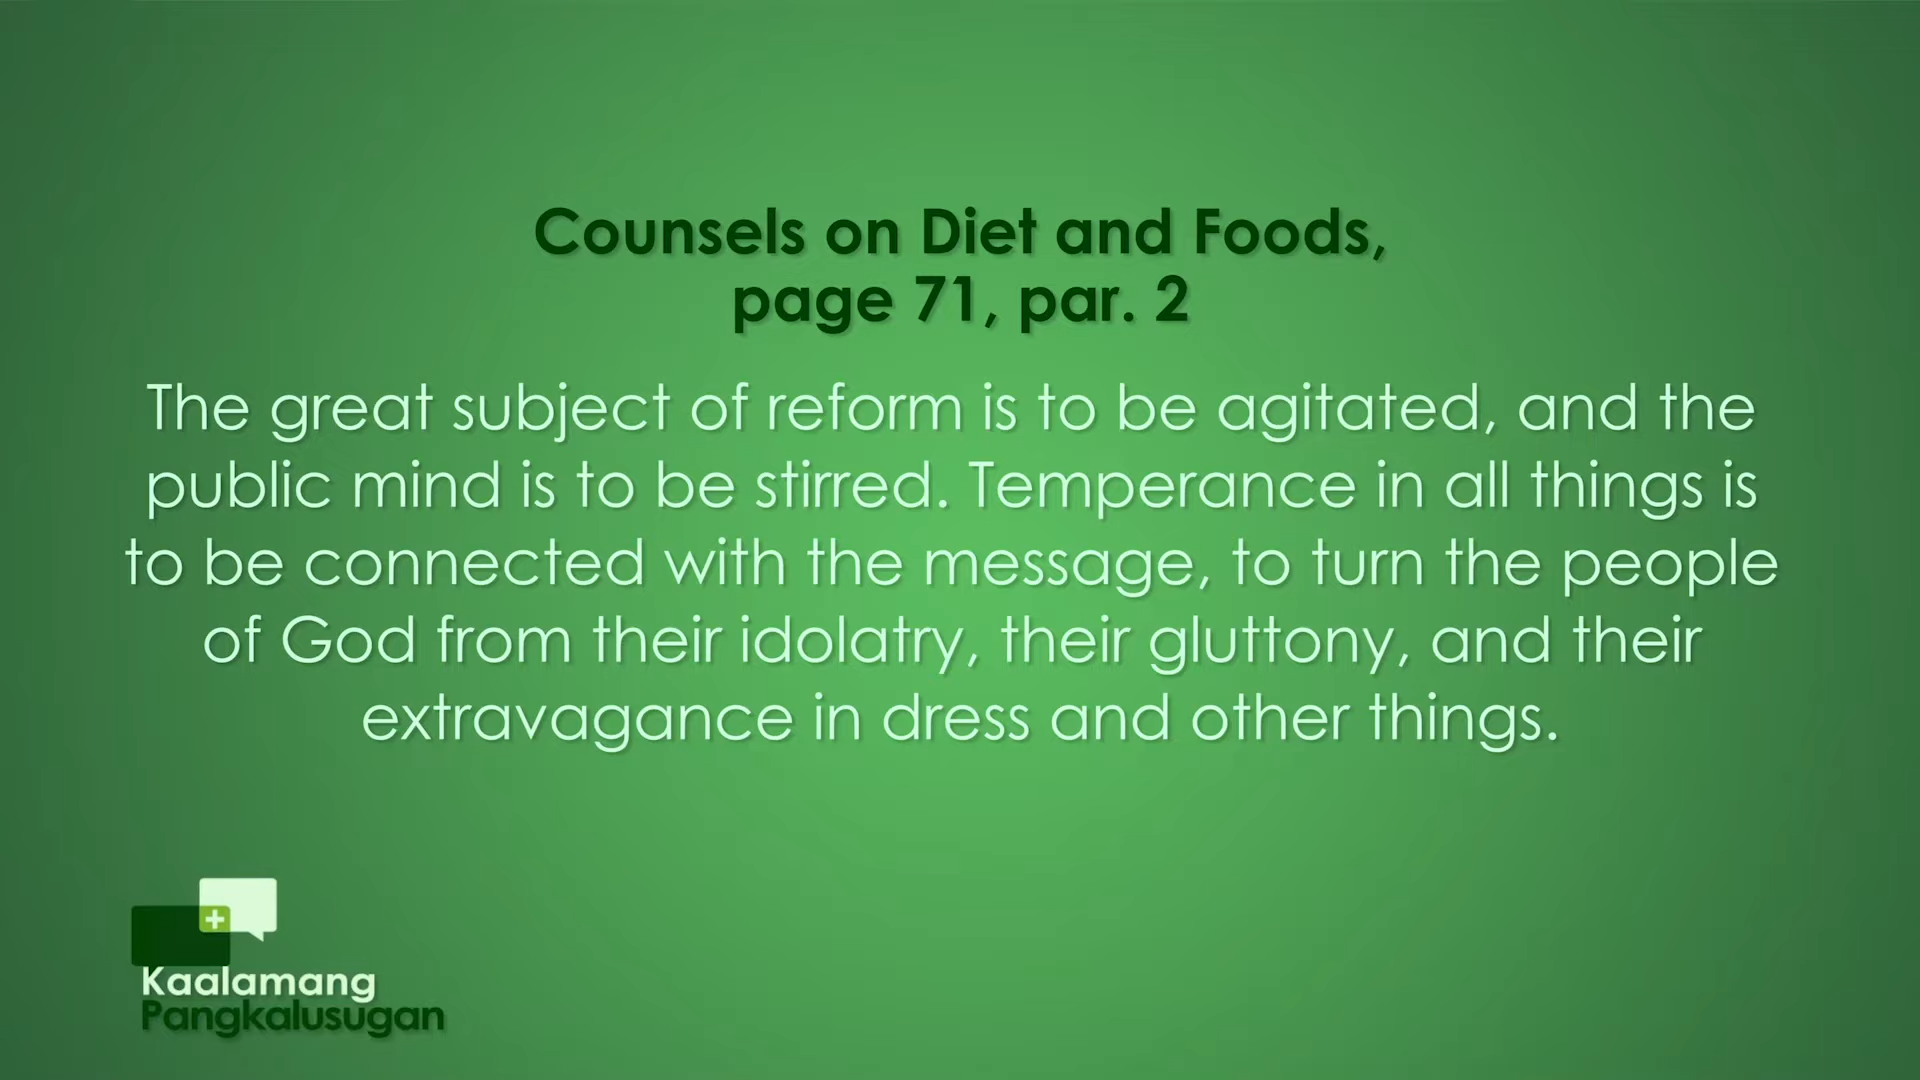 Counsels on Diet and Foods,
page 71, par. 2
The great subject of reform is to be agitated, and the
public mind is to be stirred. Temperance in all things is
to be connected with the message, to turn the people
of God from their idolatry, their gluttony, and their
extravagance in dress and other things.
Kaalamang
Pangkalusugan